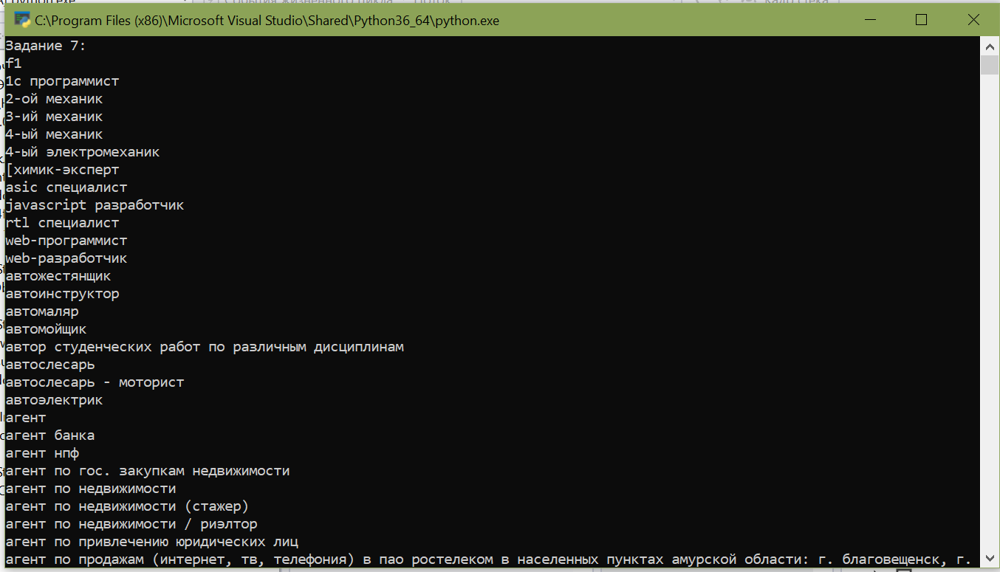 C:\Program Files (x86)\Microsoft Visual Studio\Shared\Python36_64\python.exe
Задание 7:
f1
1с программист
2-ой механик
3-ий механик
4-ый механик
4-ый электромеханик
[химик-эксперт
asic специалист
javascript разработчик
rtl специалист
web-программист
web-разработчик
автожестянщик
автоинструктор
автомаляр
автомойщик
автор студенческих работ по различным дисциплинам
автослесарь
автослесарь - моторист
автоэлектрик
агент
агент банка
агент нпф
агент по гос. закупкам недвижимости
агент по недвижимости
агент по недвижимости (стажер)
агент по недвижимости / риэлтор
агент по привлечению юридических лиц
агент по продажам (интернет, тв, телефония) в пао ростелеком в населенных пунктах амурской области: г. благовещенск, г.